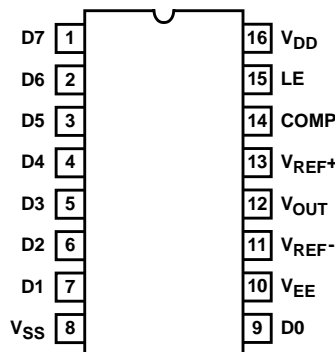 D7 1 16 VDD
D6 2 15 LE
D5 3 14 COMP
D4 4 13 VREF+
D3 5 12 VOUT
D2 6 11 VREF-
D1 7 10 VEE
VSS 8 9 D0